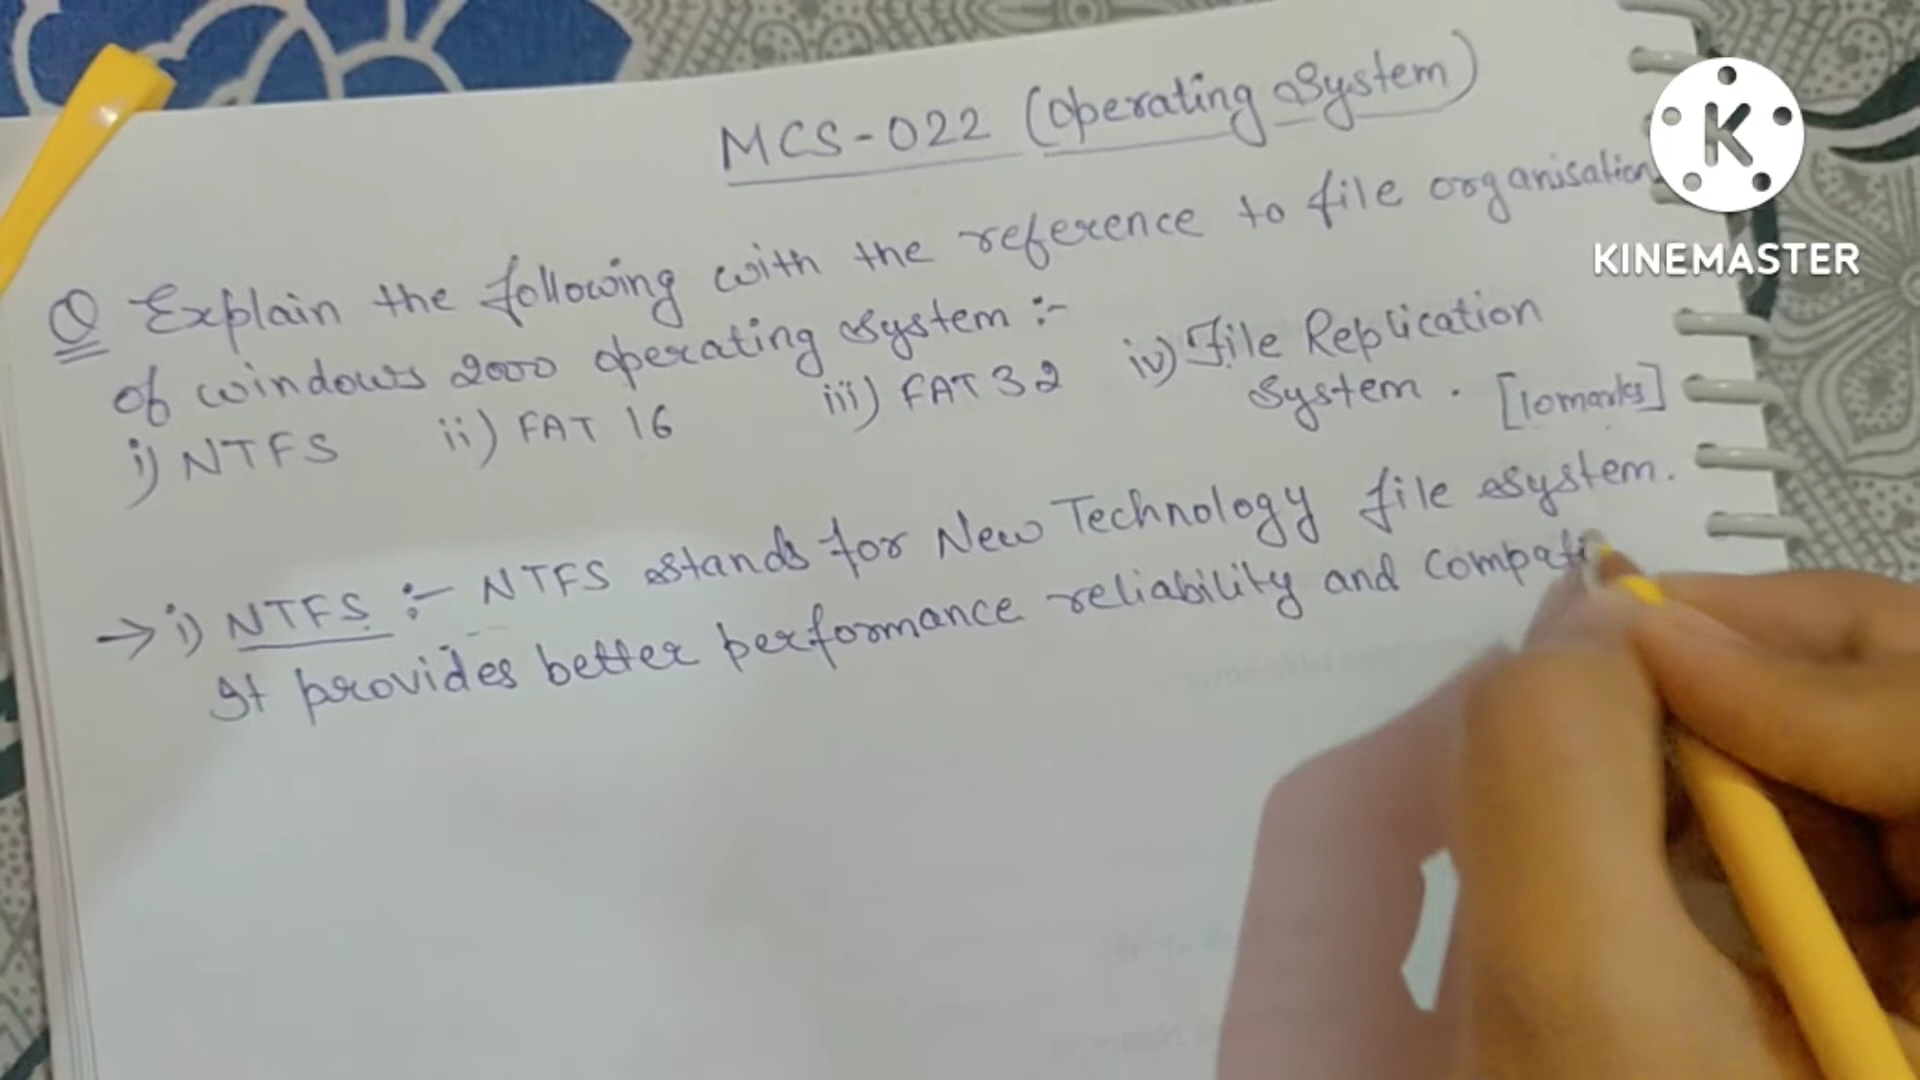 MCS-022 (Operating System)
Q Explain the following with the reference to file organisation
of windows 2000 operating system :-
i) NTFS ii) FAT 16 iii) FAT 32 iv) File Replication
System. [10marks]
→ i) NTFS :- NTFS stands for New Technology file system.
It provides better performance reliability and compati
K
KINEMASTER